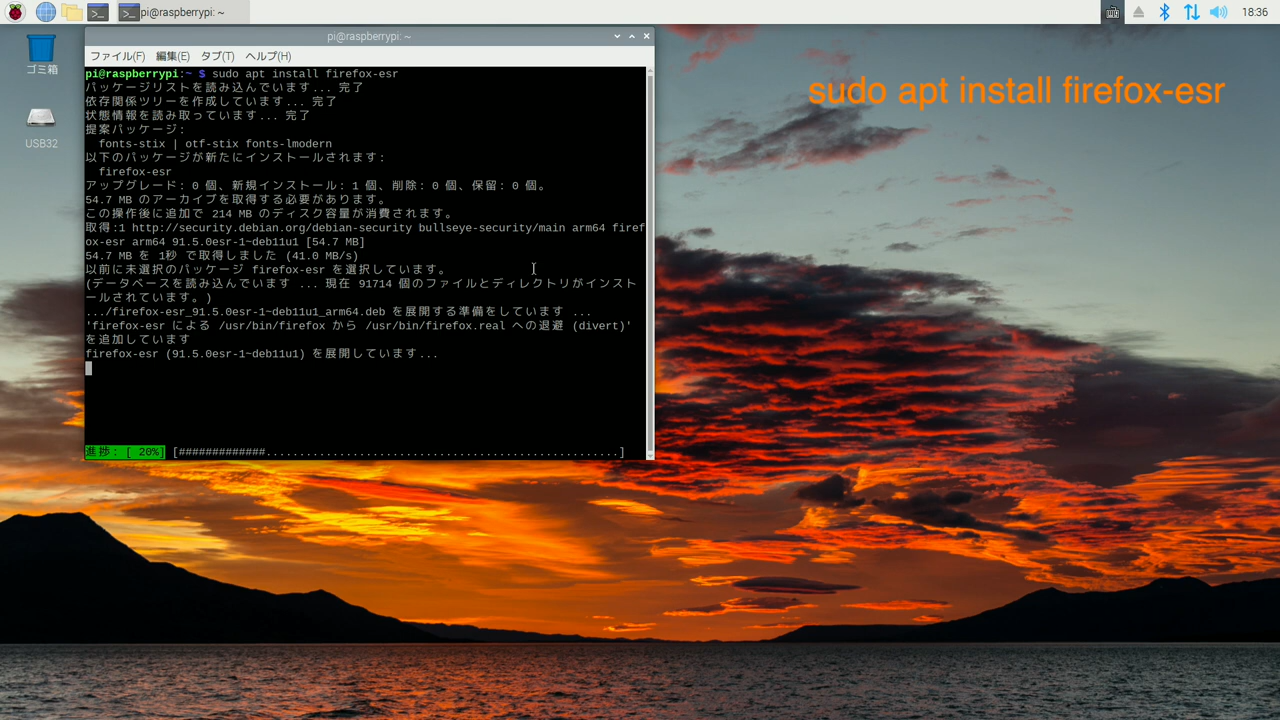 pi@raspberrypi: ~
18:36
pi@raspberrypi: ~
ファイル(F) 編集(E) タブ(T) ヘルプ(H)
ゴミ箱
USB32
sudo apt install firefox-esr
pi@raspberrypi:~ $ sudo apt install firefox-esr
パッケージリストを読み込んでいます... 完了
依存関係ツリーを作成しています... 完了
状態情報を読み取っています... 完了
提案パッケージ:
fonts-stix | otf-stix fonts-lmodern
以下のパッケージが新たにインストールされます:
firefox-esr
アップグレード: 0 個、新規インストール: 1 個、削除: 0 個、保留: 0 個。
54.7 MB のアーカイブを取得する必要があります。
この操作後に追加で 214 MB のディスク容量が消費されます。
取得:1 http://security.debian.org/debian-security bullseye-security/main arm64 firef
ox-esr arm64 91.5.0esr-1~deb11u1 [54.7 MB]
54.7 MB を 1秒 で取得しました (41.0 MB/s)
以前に未選択のパッケージ firefox-esr を選択しています。
(データベースを読み込んでいます ... 現在 91714 個のファイルとディレクトリがインスト
ールされています。)
.../firefox-esr_91.5.0esr-1~deb11u1_arm64.deb を展開する準備をしています ...
'firefox-esr による /usr/bin/firefox から /usr/bin/firefox.real への退避 (divert)'
を追加しています
firefox-esr (91.5.0esr-1~deb11u1) を展開しています...
進捗: [ 20%] [#############.....................................................]